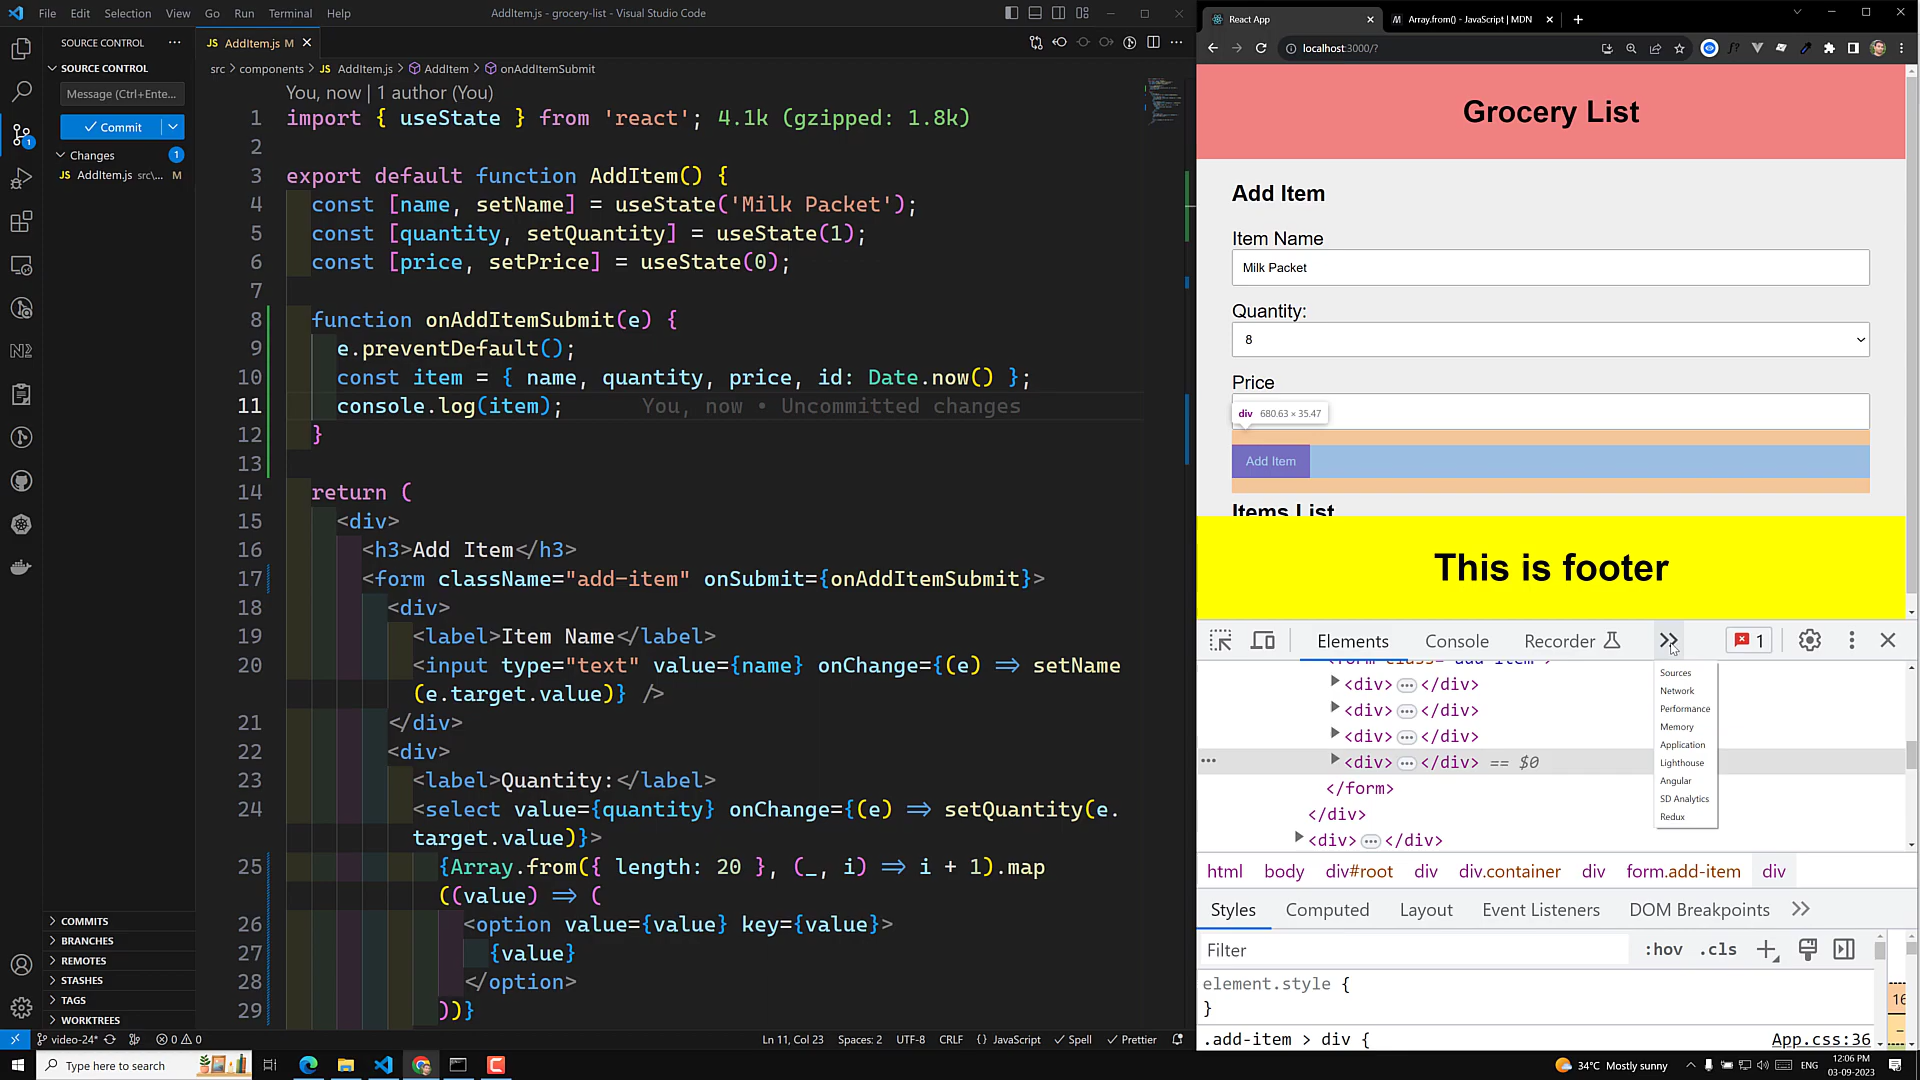 File Edit Selection View Go Run Terminal Help
AddItem.js - grocery-list - Visual Studio Code
SOURCE CONTROL
SOURCE CONTROL
Message (Ctrl+Ente...
Commit
Changes 1
JS AddItem.js src\... M
COMMITS
BRANCHES
REMOTES
STASHES
TAGS
WORKTREES
JS AddItem.js M
src > components > JS AddItem.js > AddItem > onAddItemSubmit
You, now | 1 author (You)
1 import { useState } from 'react'; 4.1k (gzipped: 1.8k)
2
3 export default function AddItem() {
4 const [name, setName] = useState('Milk Packet');
5 const [quantity, setQuantity] = useState(1);
6 const [price, setPrice] = useState(0);
7
8 function onAddItemSubmit(e) {
9 e.preventDefault();
10 const item = { name, quantity, price, id: Date.now() };
11 console.log(item); You, now • Uncommitted changes
12 }
13
14 return (
15 <div>
16 <h3>Add Item</h3>
17 <form className="add-item" onSubmit={onAddItemSubmit}>
18 <div>
19 <label>Item Name</label>
20 <input type="text" value={name} onChange={(e) => setName
(e.target.value)} />
21 </div>
22 <div>
23 <label>Quantity:</label>
24 <select value={quantity} onChange={(e) => setQuantity(e.
target.value)}>
25 {Array.from({ length: 20 }, (_, i) => i + 1).map
((value) => (
26 <option value={value} key={value}>
27 {value}
28 </option>
29 ))}
video-24* 0 0 Ln 11, Col 23 Spaces: 2 UTF-8 CRLF {} JavaScript Spell Prettier
React App
Array.from() - JavaScript | MDN
localhost:3000/?
Grocery List
Add Item
Item Name
Milk Packet
Quantity:
8
Price
div 680.63 × 35.47
Add Item
Items List
This is footer
Elements Console Recorder 1
Sources
Network
Performance
Memory
Application
Lighthouse
Angular
SD Analytics
Redux
<form class="add-item">
<div> ... </div>
<div> ... </div>
<div> ... </div>
... <div> ... </div> == $0
</form>
</div>
<div> ... </div>
html body div#root div div.container div form.add-item div
Styles Computed Layout Event Listeners DOM Breakpoints
Filter :hov .cls
element.style {
}
16
.add-item > div { App.css:36
Type here to search
34°C Mostly sunny ENG 12:06 PM
03-09-2023